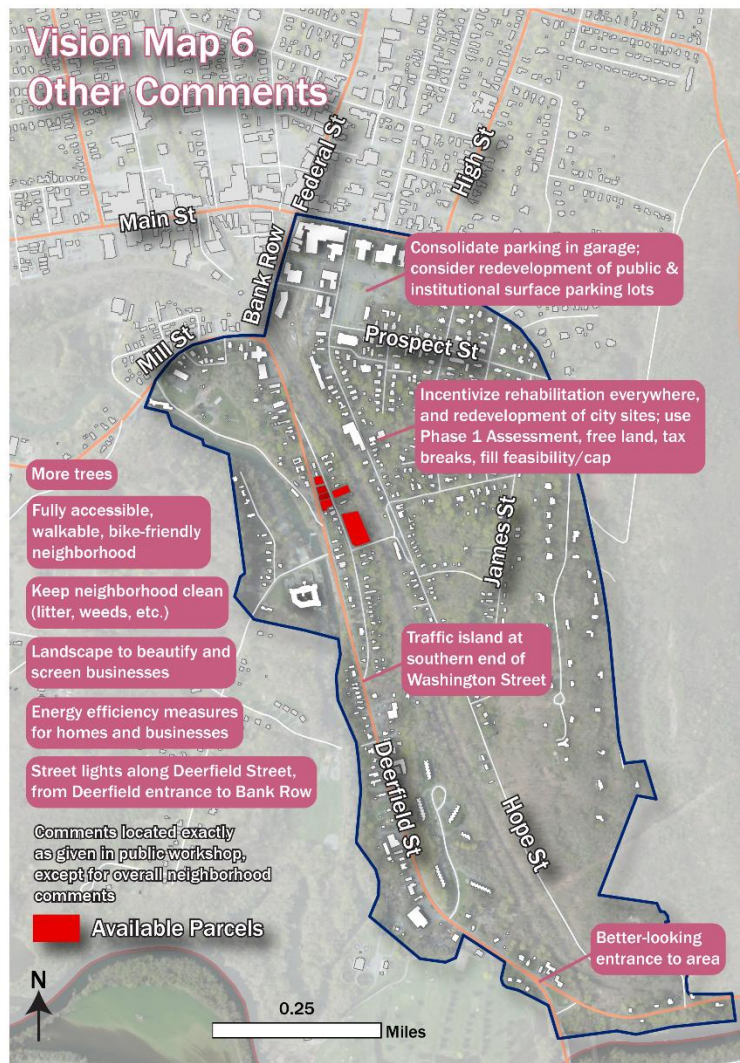 Vision Map 6
Other Comments
Federal St
High St
Main St
Bank Row
Consolidate parking in garage;
consider redevelopment of public &
institutional surface parking lots
Mill St
Prospect St
Incentivize rehabilitation everywhere,
and redevelopment of city sites; use
Phase 1 Assessment, free land, tax
breaks, fill feasibility/cap
More trees
Fully accessible,
walkable, bike-friendly
neighborhood
James St
Keep neighborhood clean
(litter, weeds, etc.)
Landscape to beautify and
screen businesses
Traffic island at
southern end of
Washington Street
Energy efficiency measures
for homes and businesses
Street lights along Deerfield Street,
from Deerfield entrance to Bank Row
Deerfield St
Hope St
Comments located exactly
as given in public workshop,
except for overall neighborhood
comments
Available Parcels
Better-looking
entrance to area
N
0.25
Miles